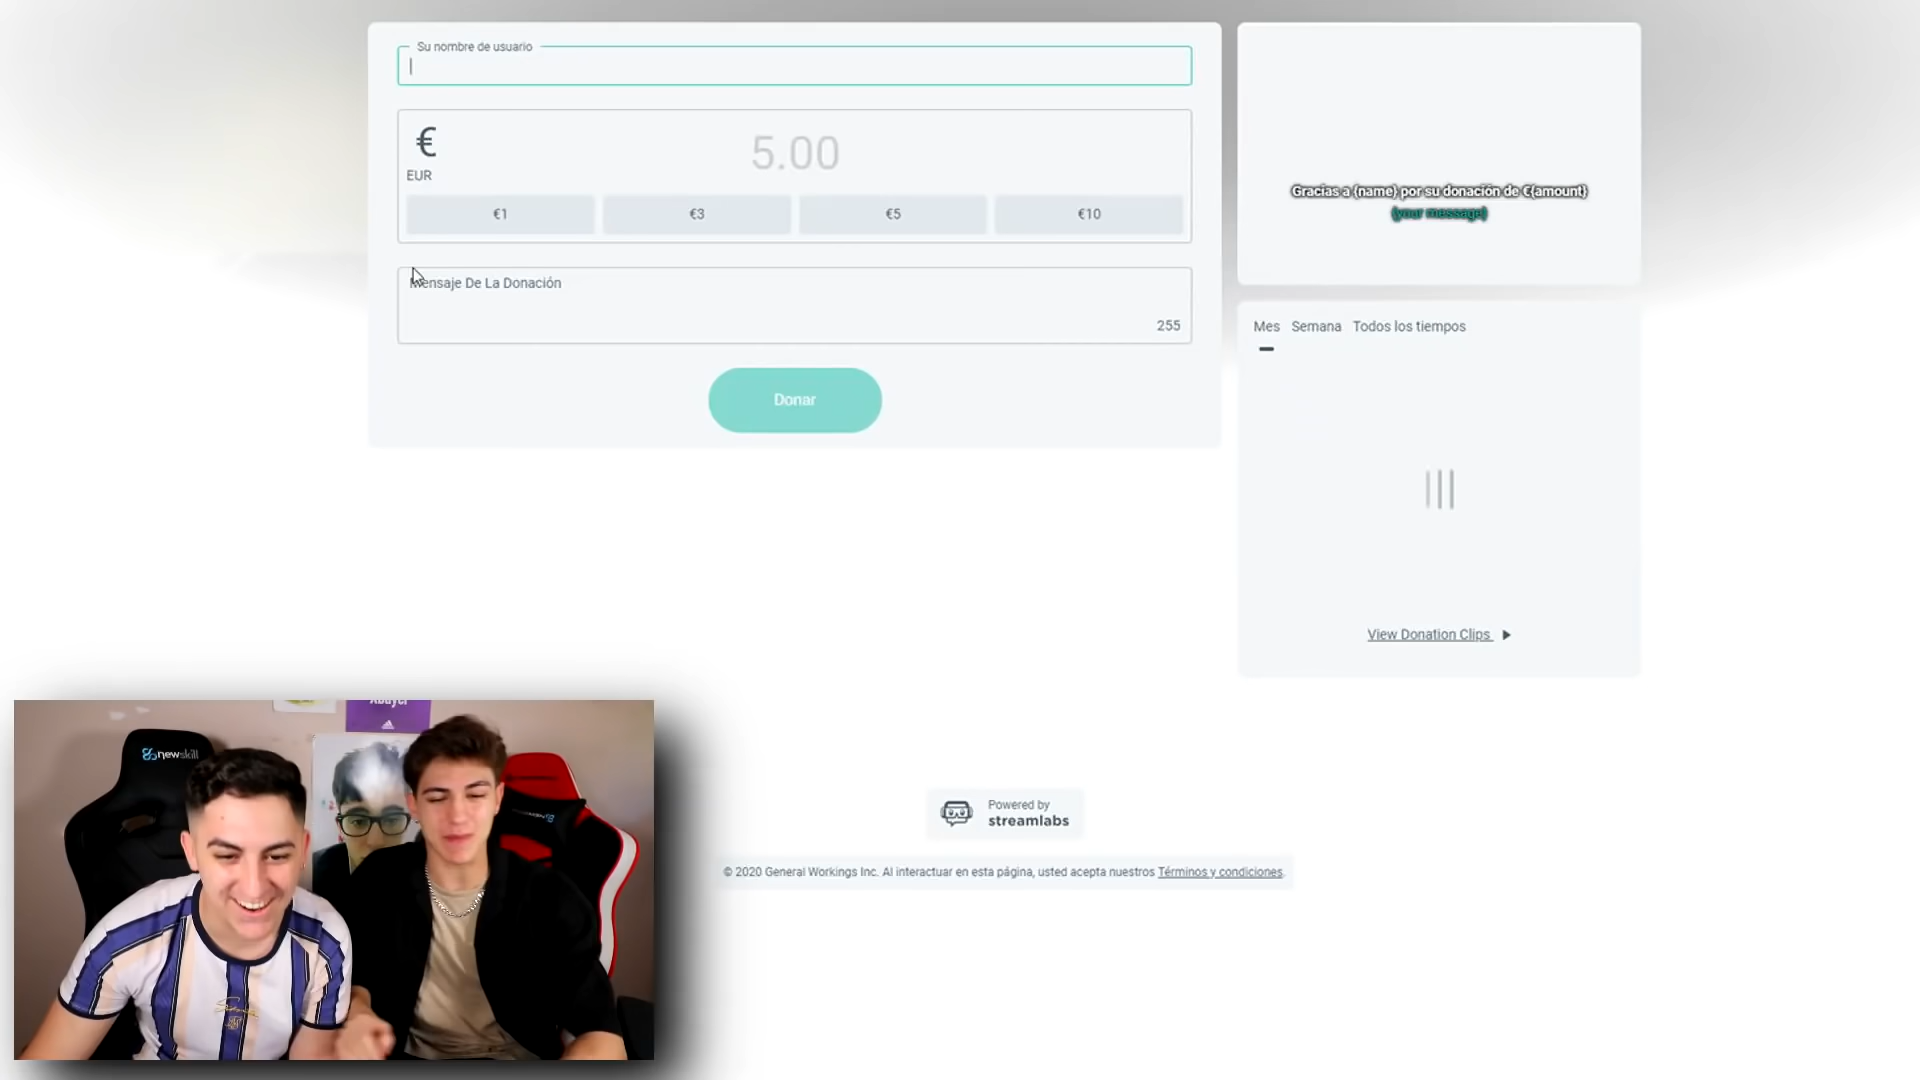 Su nombre de usuario
€
EUR
5.00
€1
€3
€5
€10
Mensaje De La Donación
255
Donar
Gracias a {name} por su donación de €{amount}
{your message}
Mes Semana Todos los tiempos
View Donation Clips
Powered by
streamlabs
© 2020 General Workings Inc. Al interactuar en esta página, usted acepta nuestros Términos y condiciones.
newskill